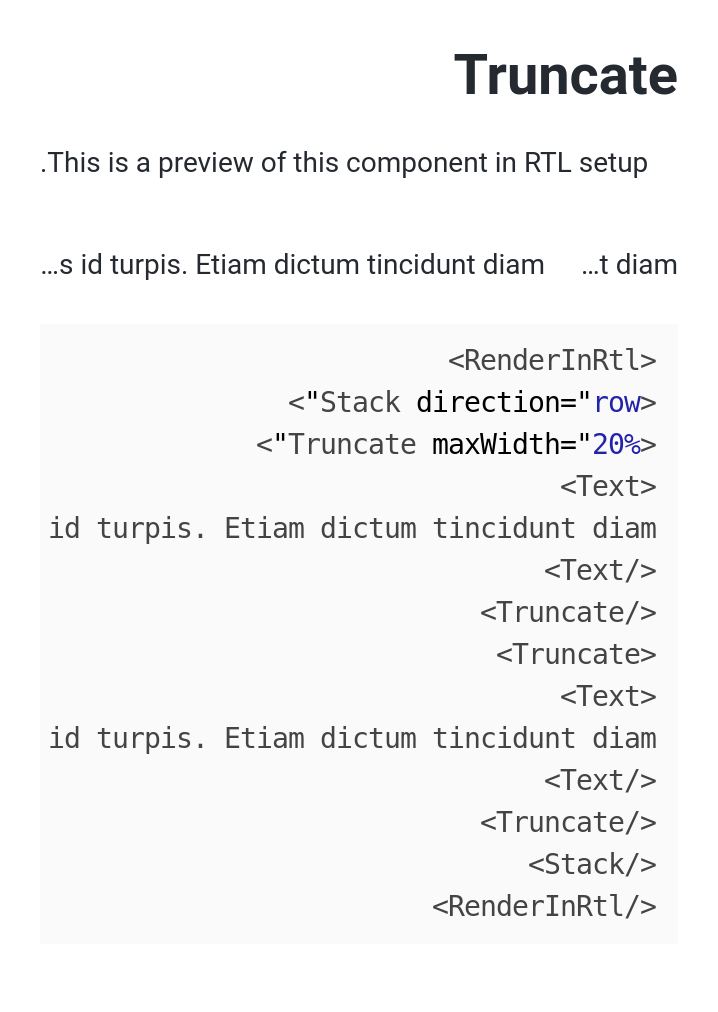 Truncate
.This is a preview of this component in RTL setup
…s id turpis. Etiam dictum tincidunt diam …t diam
<RenderInRtl>
<"Stack direction="row>
<"Truncate maxWidth="20%>
<Text>
id turpis. Etiam dictum tincidunt diam
<Text/>
<Truncate/>
<Truncate>
<Text>
id turpis. Etiam dictum tincidunt diam
<Text/>
<Truncate/>
<Stack/>
<RenderInRtl/>